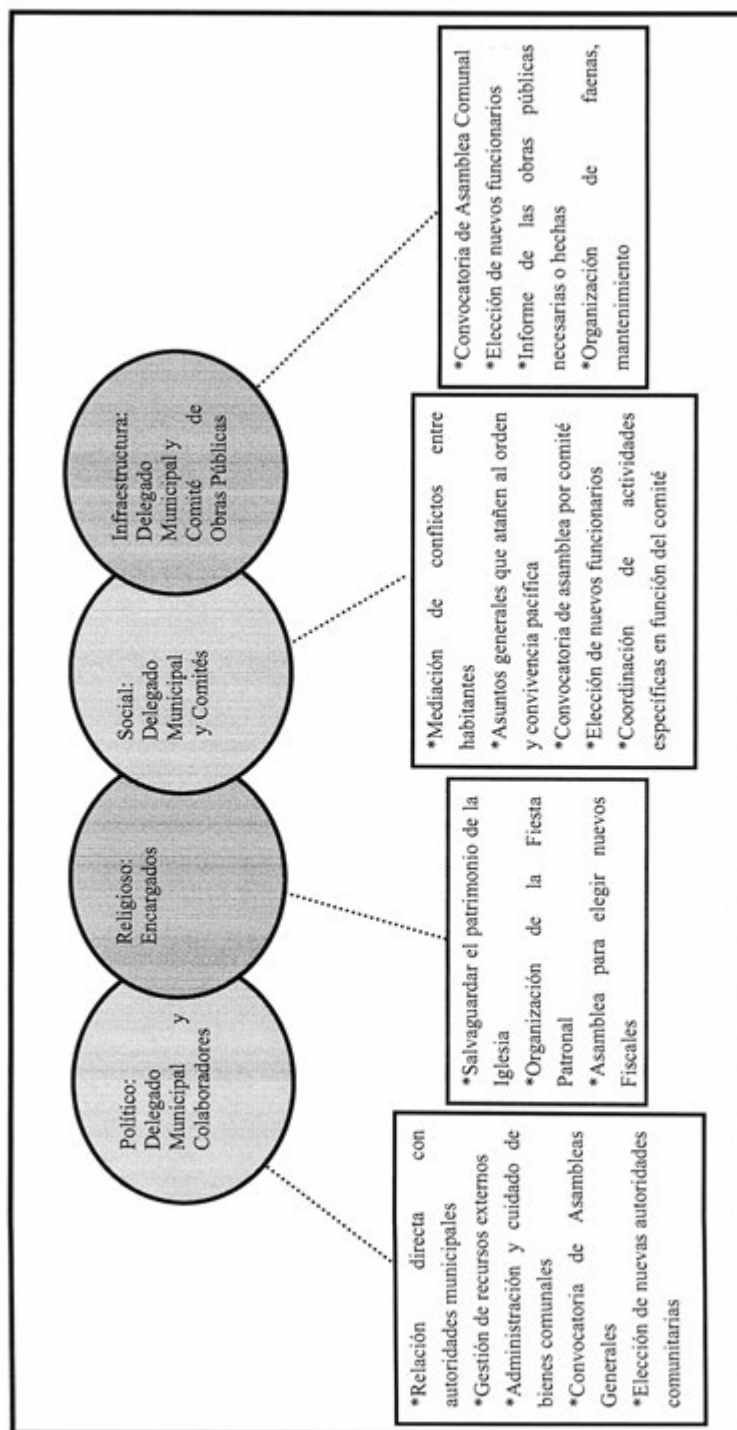 Político:
Delegado
Municipal y
Colaboradores
Religioso:
Encargados
Social:
Delegado
Municipal
y Comités
Infraestructura:
Delegado
Municipal y
Comité de
Obras Públicas
*Relación directa con
autoridades municipales
*Gestión de recursos externos
*Administración y cuidado de
bienes comunales
*Convocatoria de Asambleas
Generales
*Elección de nuevas autoridades
comunitarias
*Salvaguardar el patrimonio de la
Iglesia
*Organización de la Fiesta
Patronal
*Asamblea para elegir nuevos
Fiscales
*Mediación de conflictos entre
habitantes
*Asuntos generales que atañen al orden
y convivencia pacífica
*Convocatoria de asamblea por comité
*Elección de nuevos funcionarios
*Coordinación de actividades
específicas en función del comité
*Convocatoria de Asamblea Comunal
*Elección de nuevos funcionarios
*Informe de las obras públicas
necesarias o hechas
*Organización de faenas,
mantenimiento